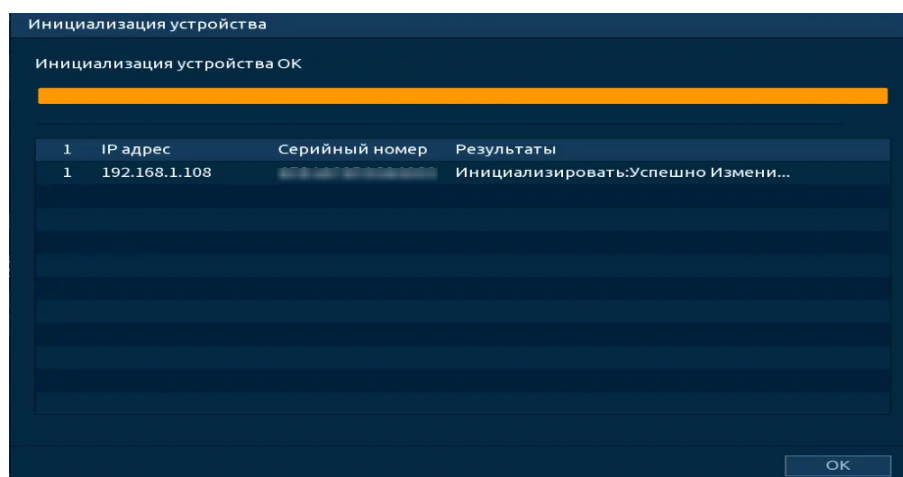 Инициализация устройства
Инициализация устройства OK
1 IP адрес Серийный номер Результаты
1 192.168.1.108 Инициализировать:Успешно Измени...
OK